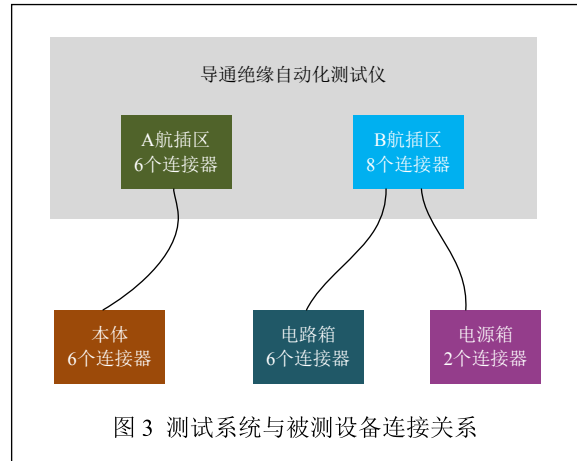 导通绝缘自动化测试仪
A航插区
6个连接器
B航插区
8个连接器
本体
6个连接器
电路箱
6个连接器
电源箱
2个连接器
图 3 测试系统与被测设备连接关系